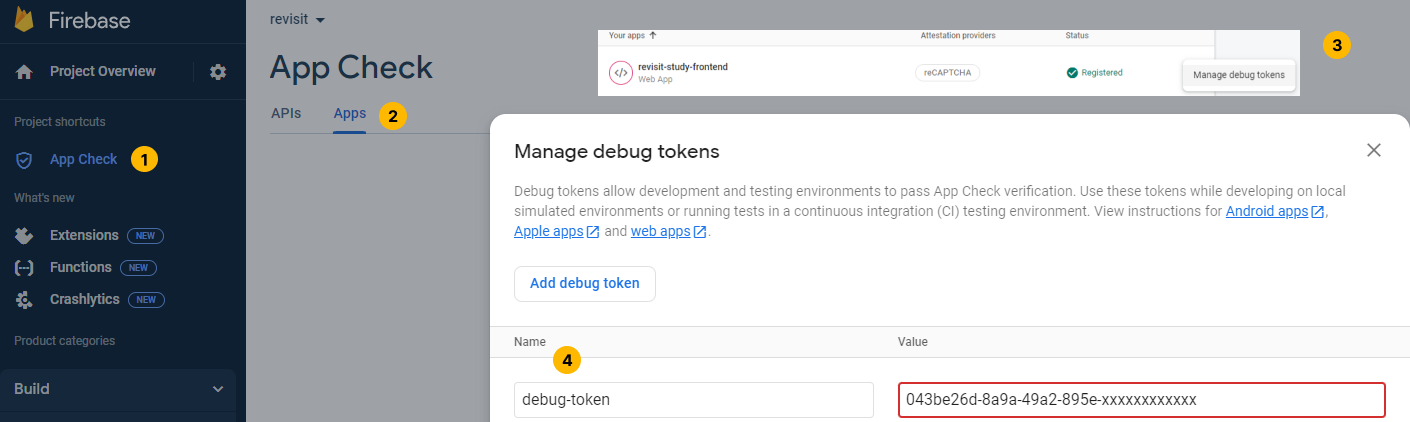 Firebase
Project Overview
Project shortcuts
App Check 1
What's new
Extensions NEW
Functions NEW
Crashlytics NEW
Product categories
Build
revisit
App Check
APIs Apps 2
Your apps Attestation providers Status
revisit-study-frontend
Web App
reCAPTCHA
Registered
Manage debug tokens
3
Manage debug tokens
Debug tokens allow development and testing environments to pass App Check verification. Use these tokens while developing on local
simulated environments or running tests in a continuous integration (CI) testing environment. View instructions for Android apps,
Apple apps and web apps.
Add debug token
Name Value
4
debug-token 043be26d-8a9a-49a2-895e-xxxxxxxxxxxx